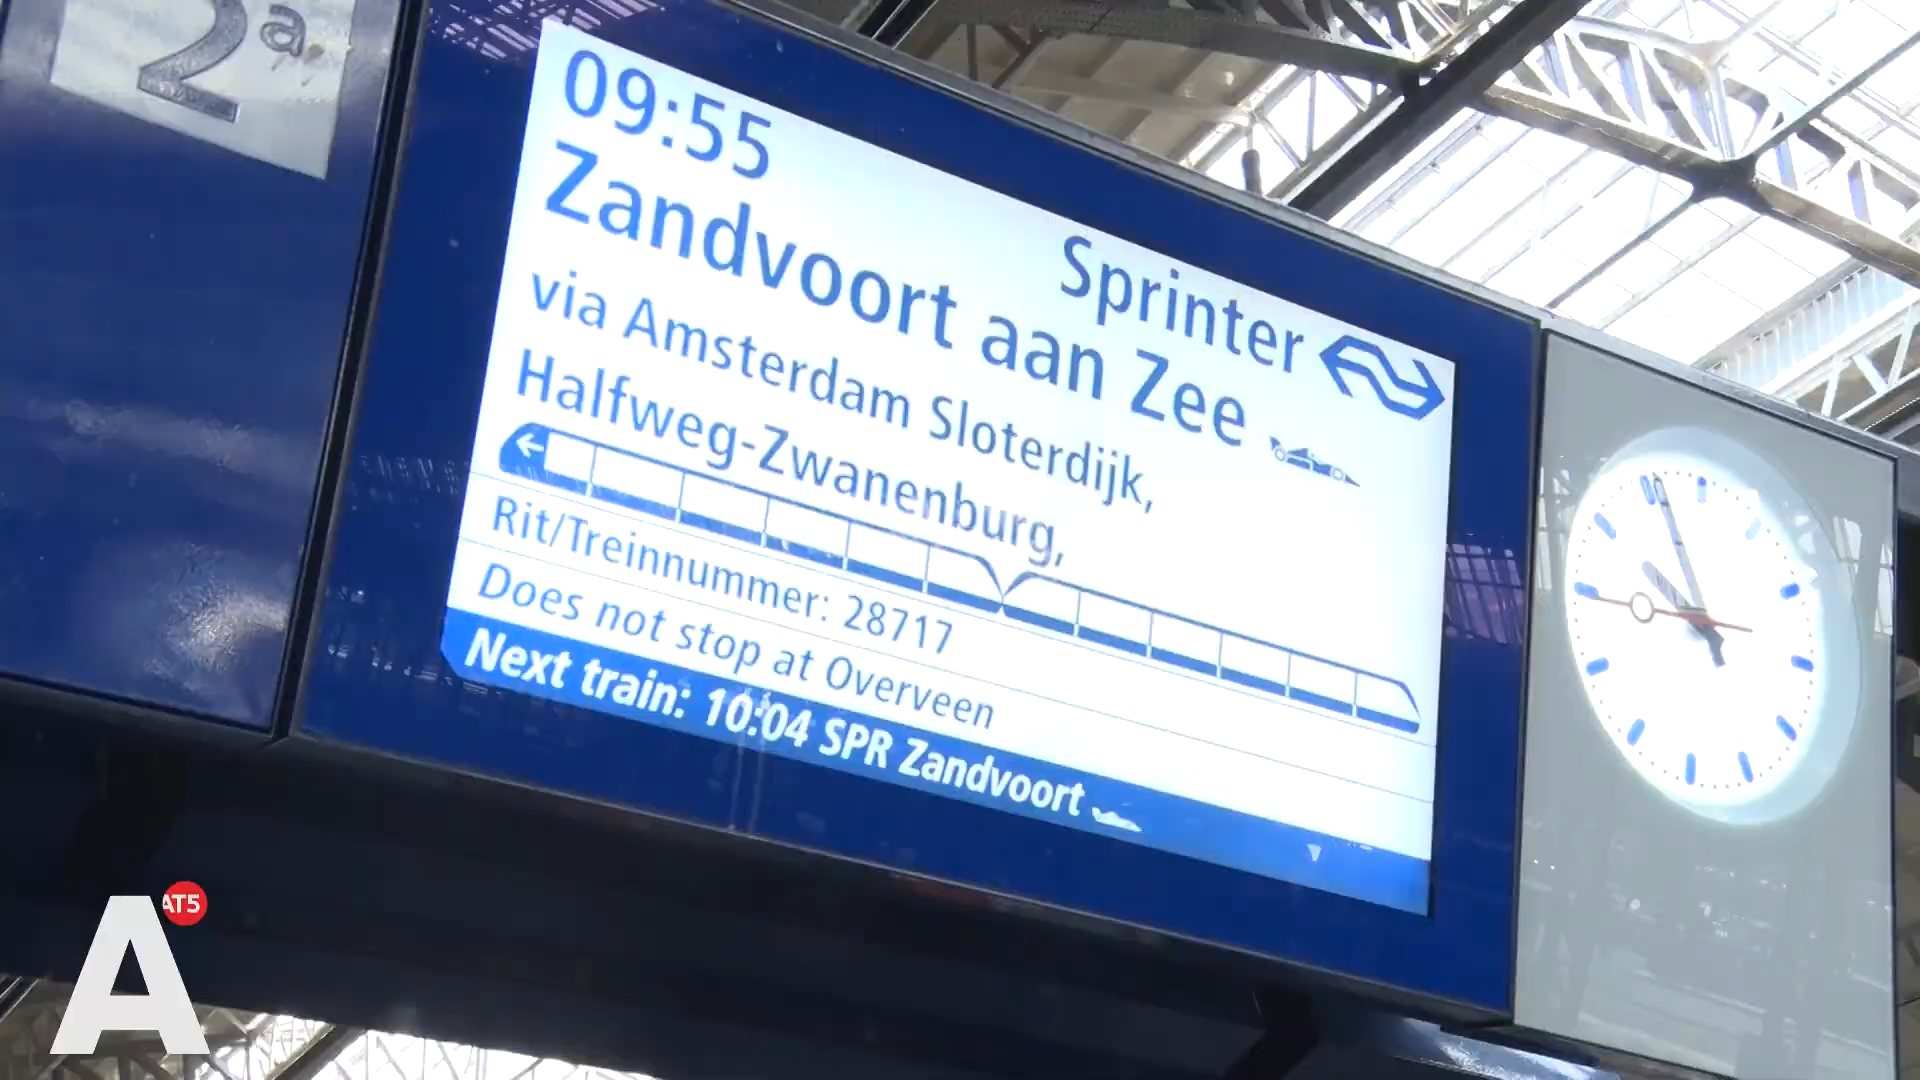 2a
09:55
Sprinter
Zandvoort aan Zee
via Amsterdam Sloterdijk,
Halfweg-Zwanenburg,
Rit/Treinnummer: 28717
Does not stop at Overveen
Next train: 10:04 SPR Zandvoort
A
AT5